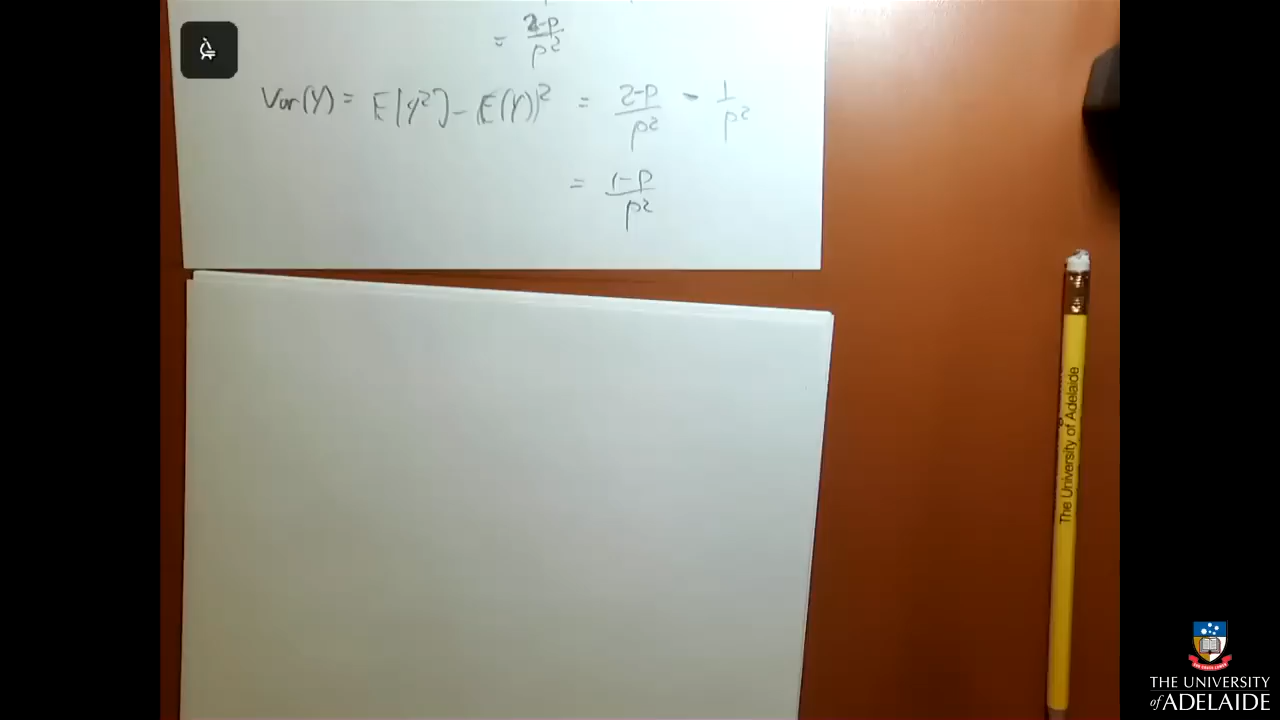 = 2-p/p²
Var(Y) = E(Y²) - E(Y)² = 2-p/p² - 1/p²
= 1-p/p²
The University of Adelaide
THE UNIVERSITY
of ADELAIDE